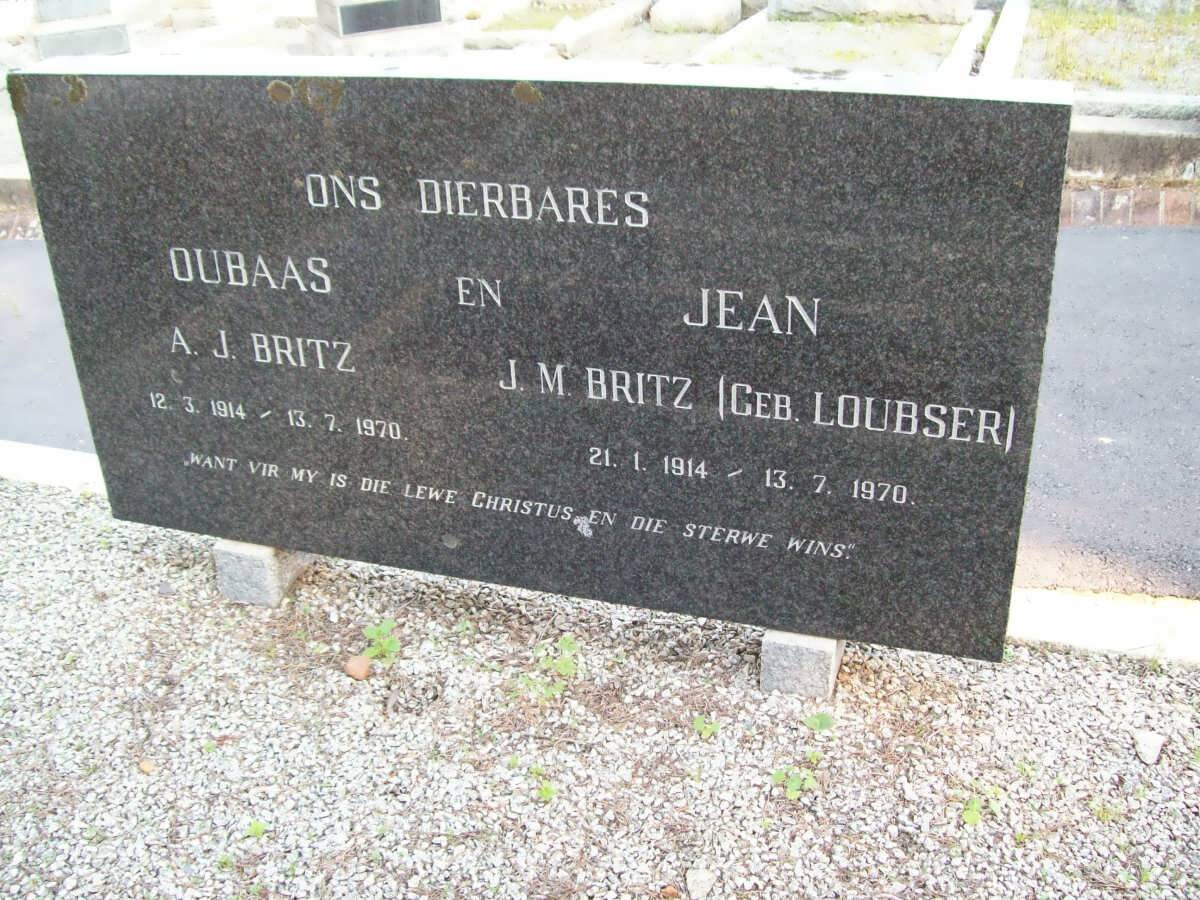 ONS DIERBARES
OUBAAS EN JEAN
A. J. BRITZ
J. M. BRITZ (GEB. LOUBSER)
12. 3. 1914 / 13. 7. 1970.
21. 1. 1914 / 13. 7. 1970.
„WANT VIR MY IS DIE LEWE CHRISTUS, EN DIE STERWE WINS."